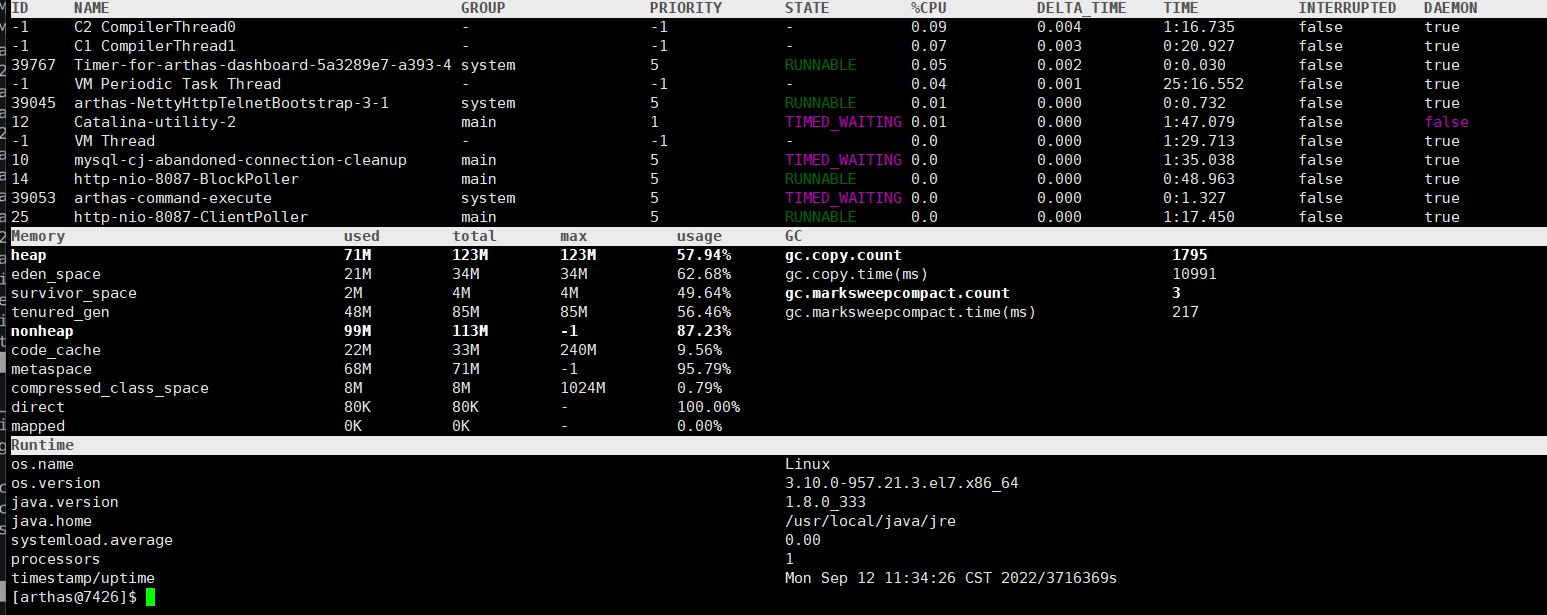 ID NAME GROUP PRIORITY STATE %CPU DELTA_TIME TIME INTERRUPTED DAEMON
-1 C2 CompilerThread0 - -1 - 0.09 0.004 1:16.735 false true
-1 C1 CompilerThread1 - -1 - 0.07 0.003 0:20.927 false true
39767 Timer-for-arthas-dashboard-5a3289e7-a393-4 system 5 RUNNABLE 0.05 0.002 0:0.030 false true
-1 VM Periodic Task Thread - -1 - 0.04 0.001 25:16.552 false true
39045 arthas-NettyHttpTelnetBootstrap-3-1 system 5 RUNNABLE 0.01 0.000 0:0.732 false true
12 Catalina-utility-2 main 1 TIMED_WAITING 0.01 0.000 1:47.079 false false
-1 VM Thread - -1 - 0.0 0.000 1:29.713 false true
10 mysql-cj-abandoned-connection-cleanup main 5 TIMED_WAITING 0.0 0.000 1:35.038 false true
14 http-nio-8087-BlockPoller main 5 RUNNABLE 0.0 0.000 0:48.963 false true
39053 arthas-command-execute system 5 TIMED_WAITING 0.0 0.000 0:1.327 false true
25 http-nio-8087-ClientPoller main 5 RUNNABLE 0.0 0.000 1:17.450 false true
Memory used total max usage GC
heap 71M 123M 123M 57.94% gc.copy.count 1795
eden_space 21M 34M 34M 62.68% gc.copy.time(ms) 10991
survivor_space 2M 4M 4M 49.64% gc.marksweepcompact.count 3
tenured_gen 48M 85M 85M 56.46% gc.marksweepcompact.time(ms) 217
nonheap 99M 113M -1 87.23%
code_cache 22M 33M 240M 9.56%
metaspace 68M 71M -1 95.79%
compressed_class_space 8M 8M 1024M 0.79%
direct 80K 80K - 100.00%
mapped 0K 0K - 0.00%
Runtime
os.name Linux
os.version 3.10.0-957.21.3.el7.x86_64
java.version 1.8.0_333
java.home /usr/local/java/jre
systemload.average 0.00
processors 1
timestamp/uptime Mon Sep 12 11:34:26 CST 2022/3716369s
[arthas@7426]$